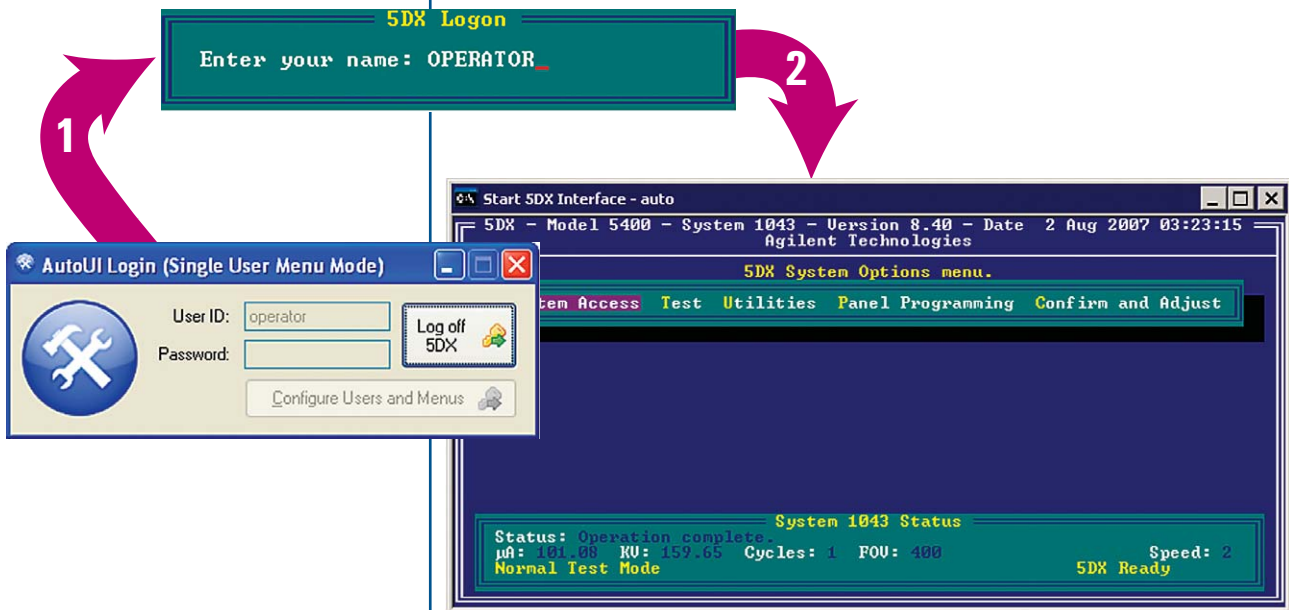 5DX Logon
Enter your name: OPERATOR_
1
2
AutoUI Login (Single User Menu Mode)
User ID: operator
Password:
Log off
5DX
Configure Users and Menus
Start 5DX Interface - auto
5DX - Model 5400 - System 1043 - Version 8.40 - Date 2 Aug 2007 03:23:15
Agilent Technologies
5DX System Options menu.
tem Access Test Utilities Panel Programming Confirm and Adjust
System 1043 Status
Status: Operation complete.
µA: 101.08 KV: 159.65 Cycles: 1 FOV: 400 Speed: 2
Normal Test Mode 5DX Ready